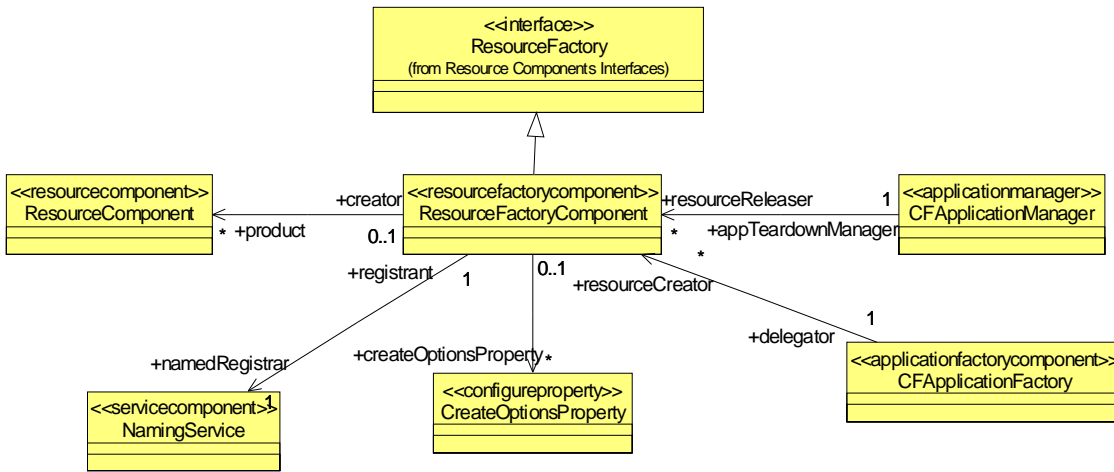 <<interface>>
ResourceFactory
(from Resource Components Interfaces)
<<resourcecomponent>>
ResourceComponent
+creator
0..1
*
+product
<<resourcefactorycomponent>>
ResourceFactoryComponent
+resourceReleaser
*
1
+appTeardownManager
<<applicationmanager>>
CFApplicationManager
+registrant
1
0..1
*
+resourceCreator
1
+delegator
+namedRegistrar
1
+createOptionsProperty
*
<<servicecomponent>>
NamingService
<<configureproperty>>
CreateOptionsProperty
<<applicationfactorycomponent>>
CFApplicationFactory